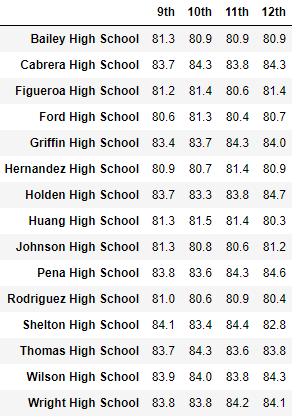 9th 10th 11th 12th
Bailey High School 81.3 80.9 80.9 80.9
Cabrera High School 83.7 84.3 83.8 84.3
Figueroa High School 81.2 81.4 80.6 81.4
Ford High School 80.6 81.3 80.4 80.7
Griffin High School 83.4 83.7 84.3 84.0
Hernandez High School 80.9 80.7 81.4 80.9
Holden High School 83.7 83.3 83.8 84.7
Huang High School 81.3 81.5 81.4 80.3
Johnson High School 81.3 80.8 80.6 81.2
Pena High School 83.8 83.6 84.3 84.6
Rodriguez High School 81.0 80.6 80.9 80.4
Shelton High School 84.1 83.4 84.4 82.8
Thomas High School 83.7 84.3 83.6 83.8
Wilson High School 83.9 84.0 83.8 84.3
Wright High School 83.8 83.8 84.2 84.1